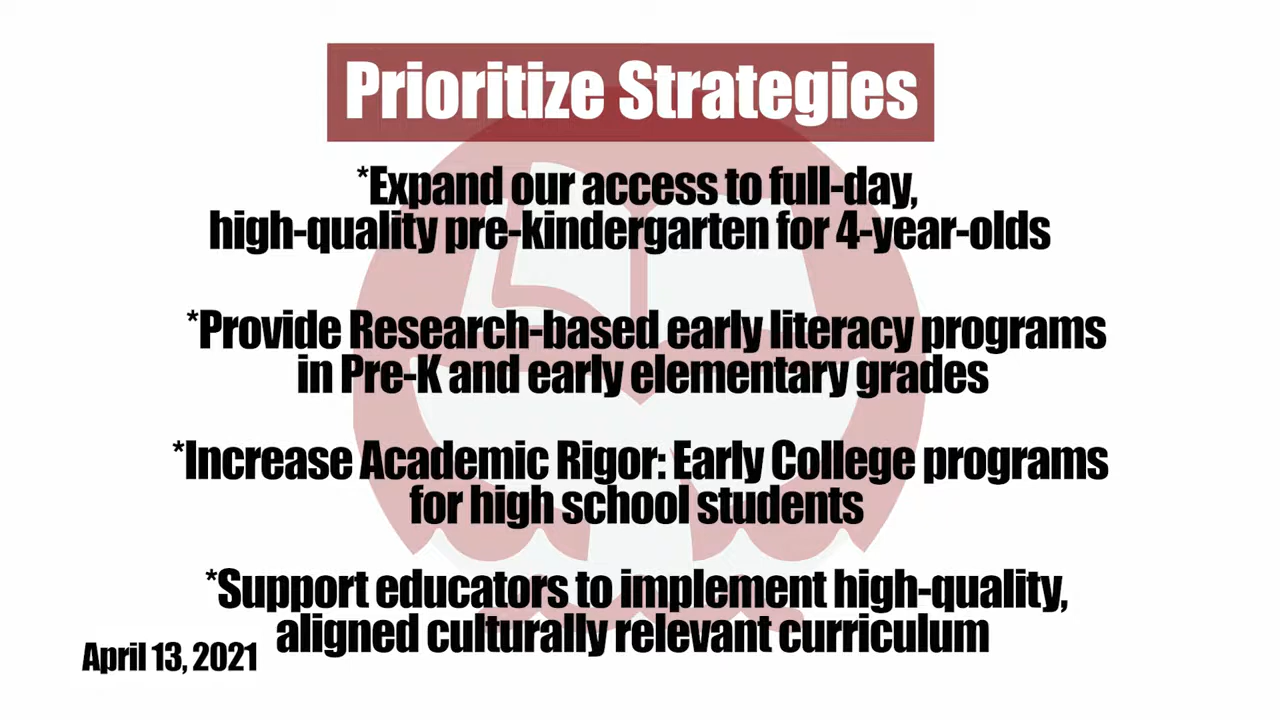 Prioritize Strategies
*Expand our access to full-day,
high-quality pre-kindergarten for 4-year-olds
*Provide Research-based early literacy programs
in Pre-K and early elementary grades
*Increase Academic Rigor: Early College programs
for high school students
*Support educators to implement high-quality,
aligned culturally relevant curriculum
April 13, 2021